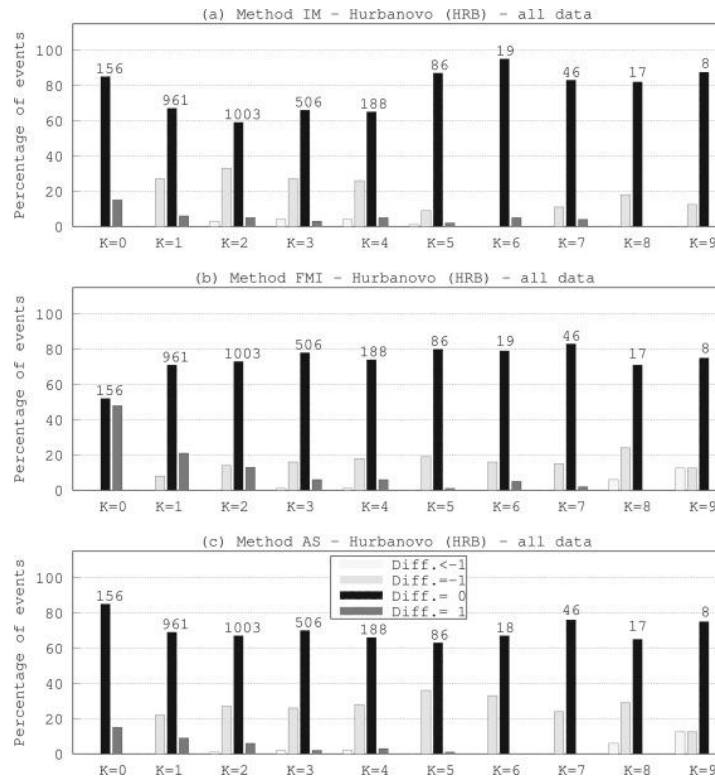 (a) Method IM - Hurbanovo (HRB) - all data
Percentage of events
100
80
60
40
20
0
156 961 1003 506 188 86 19 46 17 8
K=0 K=1 K=2 K=3 K=4 K=5 K=6 K=7 K=8 K=9
(b) Method FMI - Hurbanovo (HRB) - all data
Percentage of events
100
80
60
40
20
0
156 961 1003 506 188 86 19 46 17 8
K=0 K=1 K=2 K=3 K=4 K=5 K=6 K=7 K=8 K=9
(c) Method AS - Hurbanovo (HRB) - all data
Percentage of events
100
80
60
40
20
0
Diff.<-1
Diff.=-1
Diff.= 0
Diff.= 1
156 961 1003 506 188 86 18 46 17 8
K=0 K=1 K=2 K=3 K=4 K=5 K=6 K=7 K=8 K=9